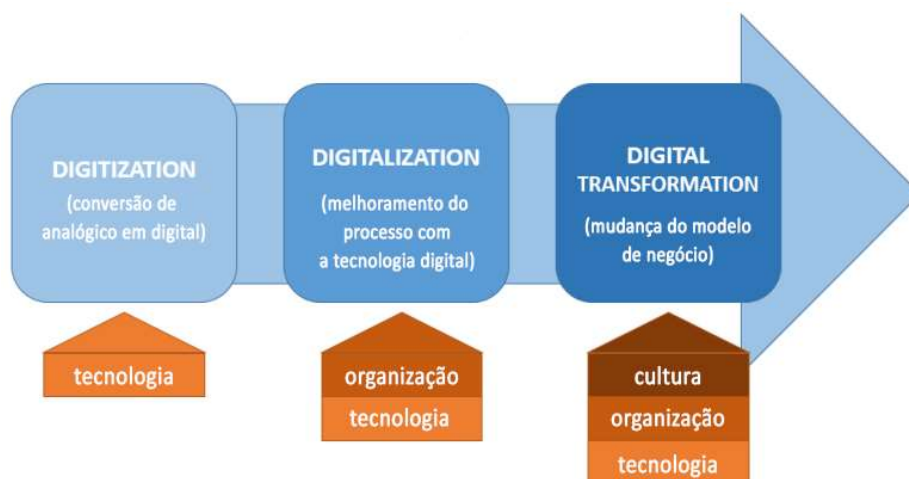 DIGITIZATION
(conversão de
analógico em digital)
DIGITALIZATION
(melhoramento do
processo com
a tecnologia digital)
DIGITAL
TRANSFORMATION
(mudança do modelo
de negócio)
tecnologia
organização
tecnologia
cultura
organização
tecnologia